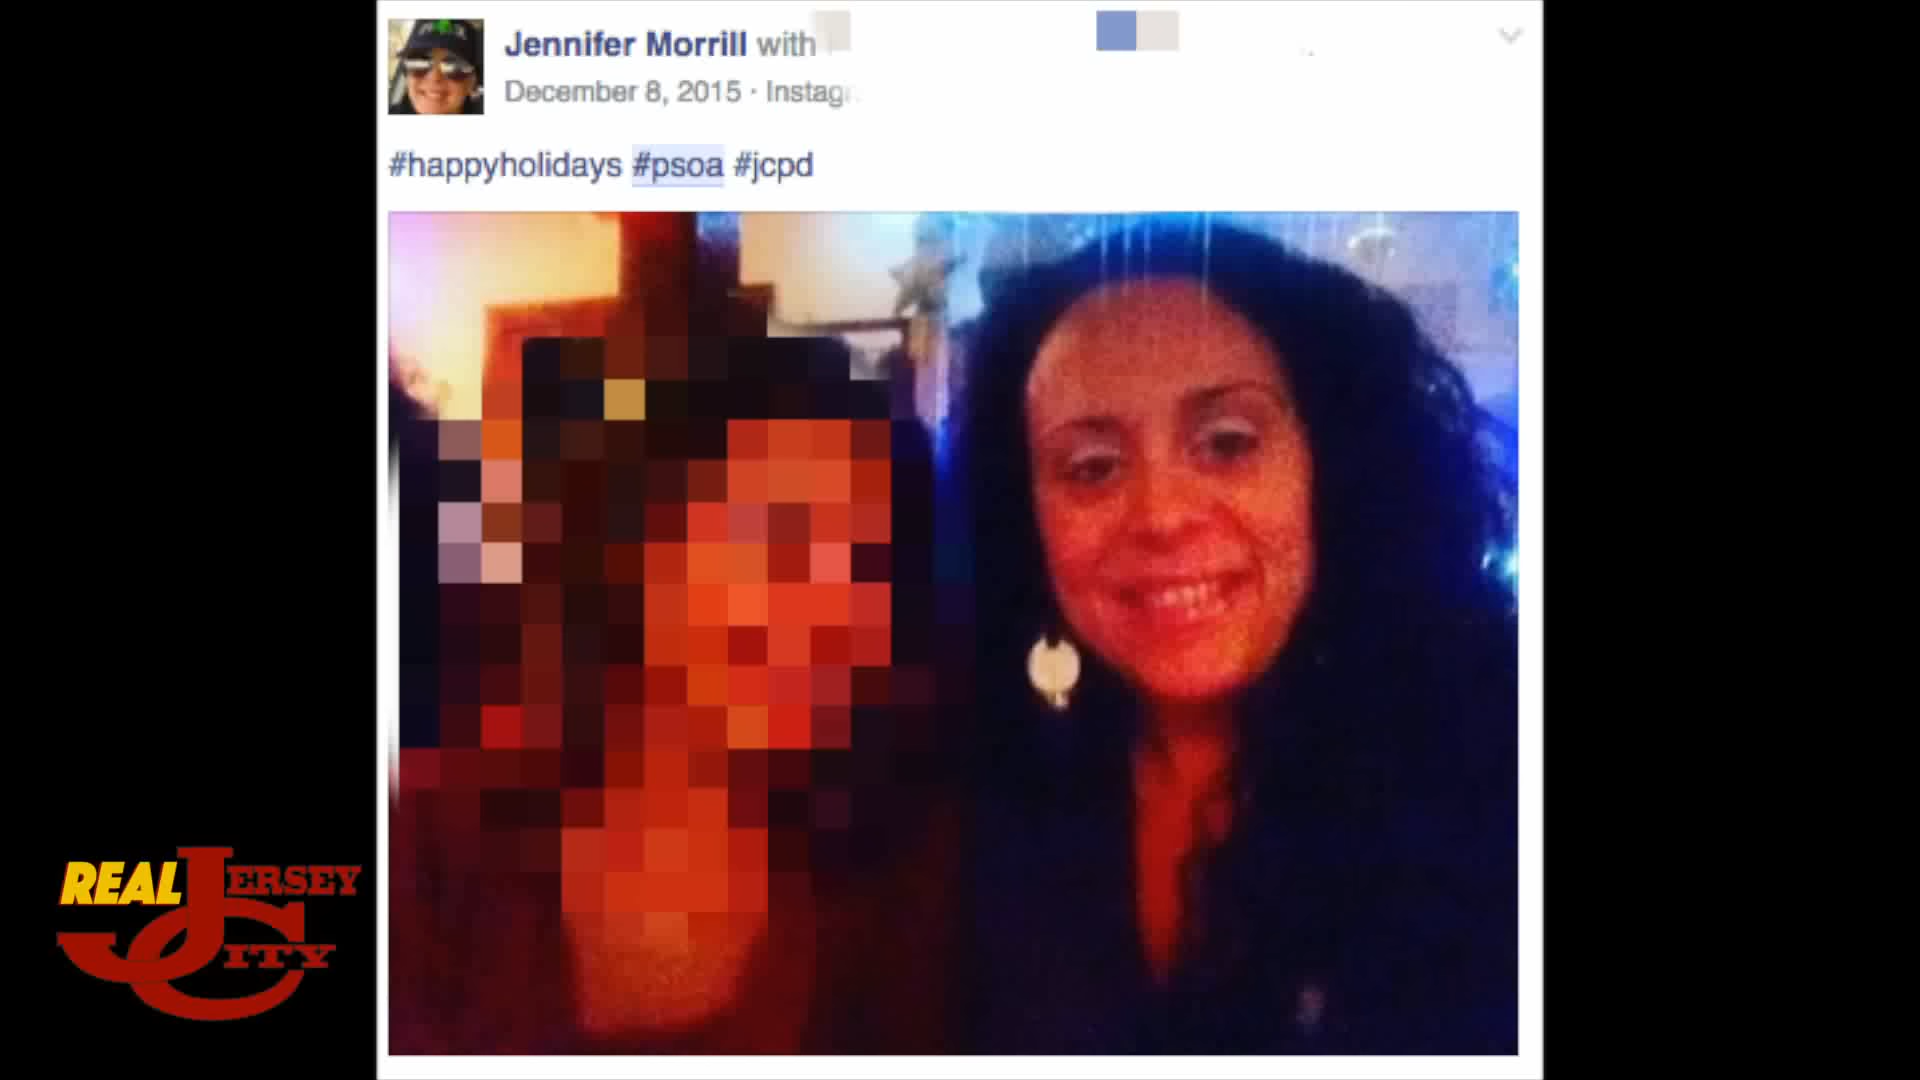 Jennifer Morrill with
December 8, 2015 · Instag
#happyholidays #psoa #jcpd
REAL JERSEY
CITY